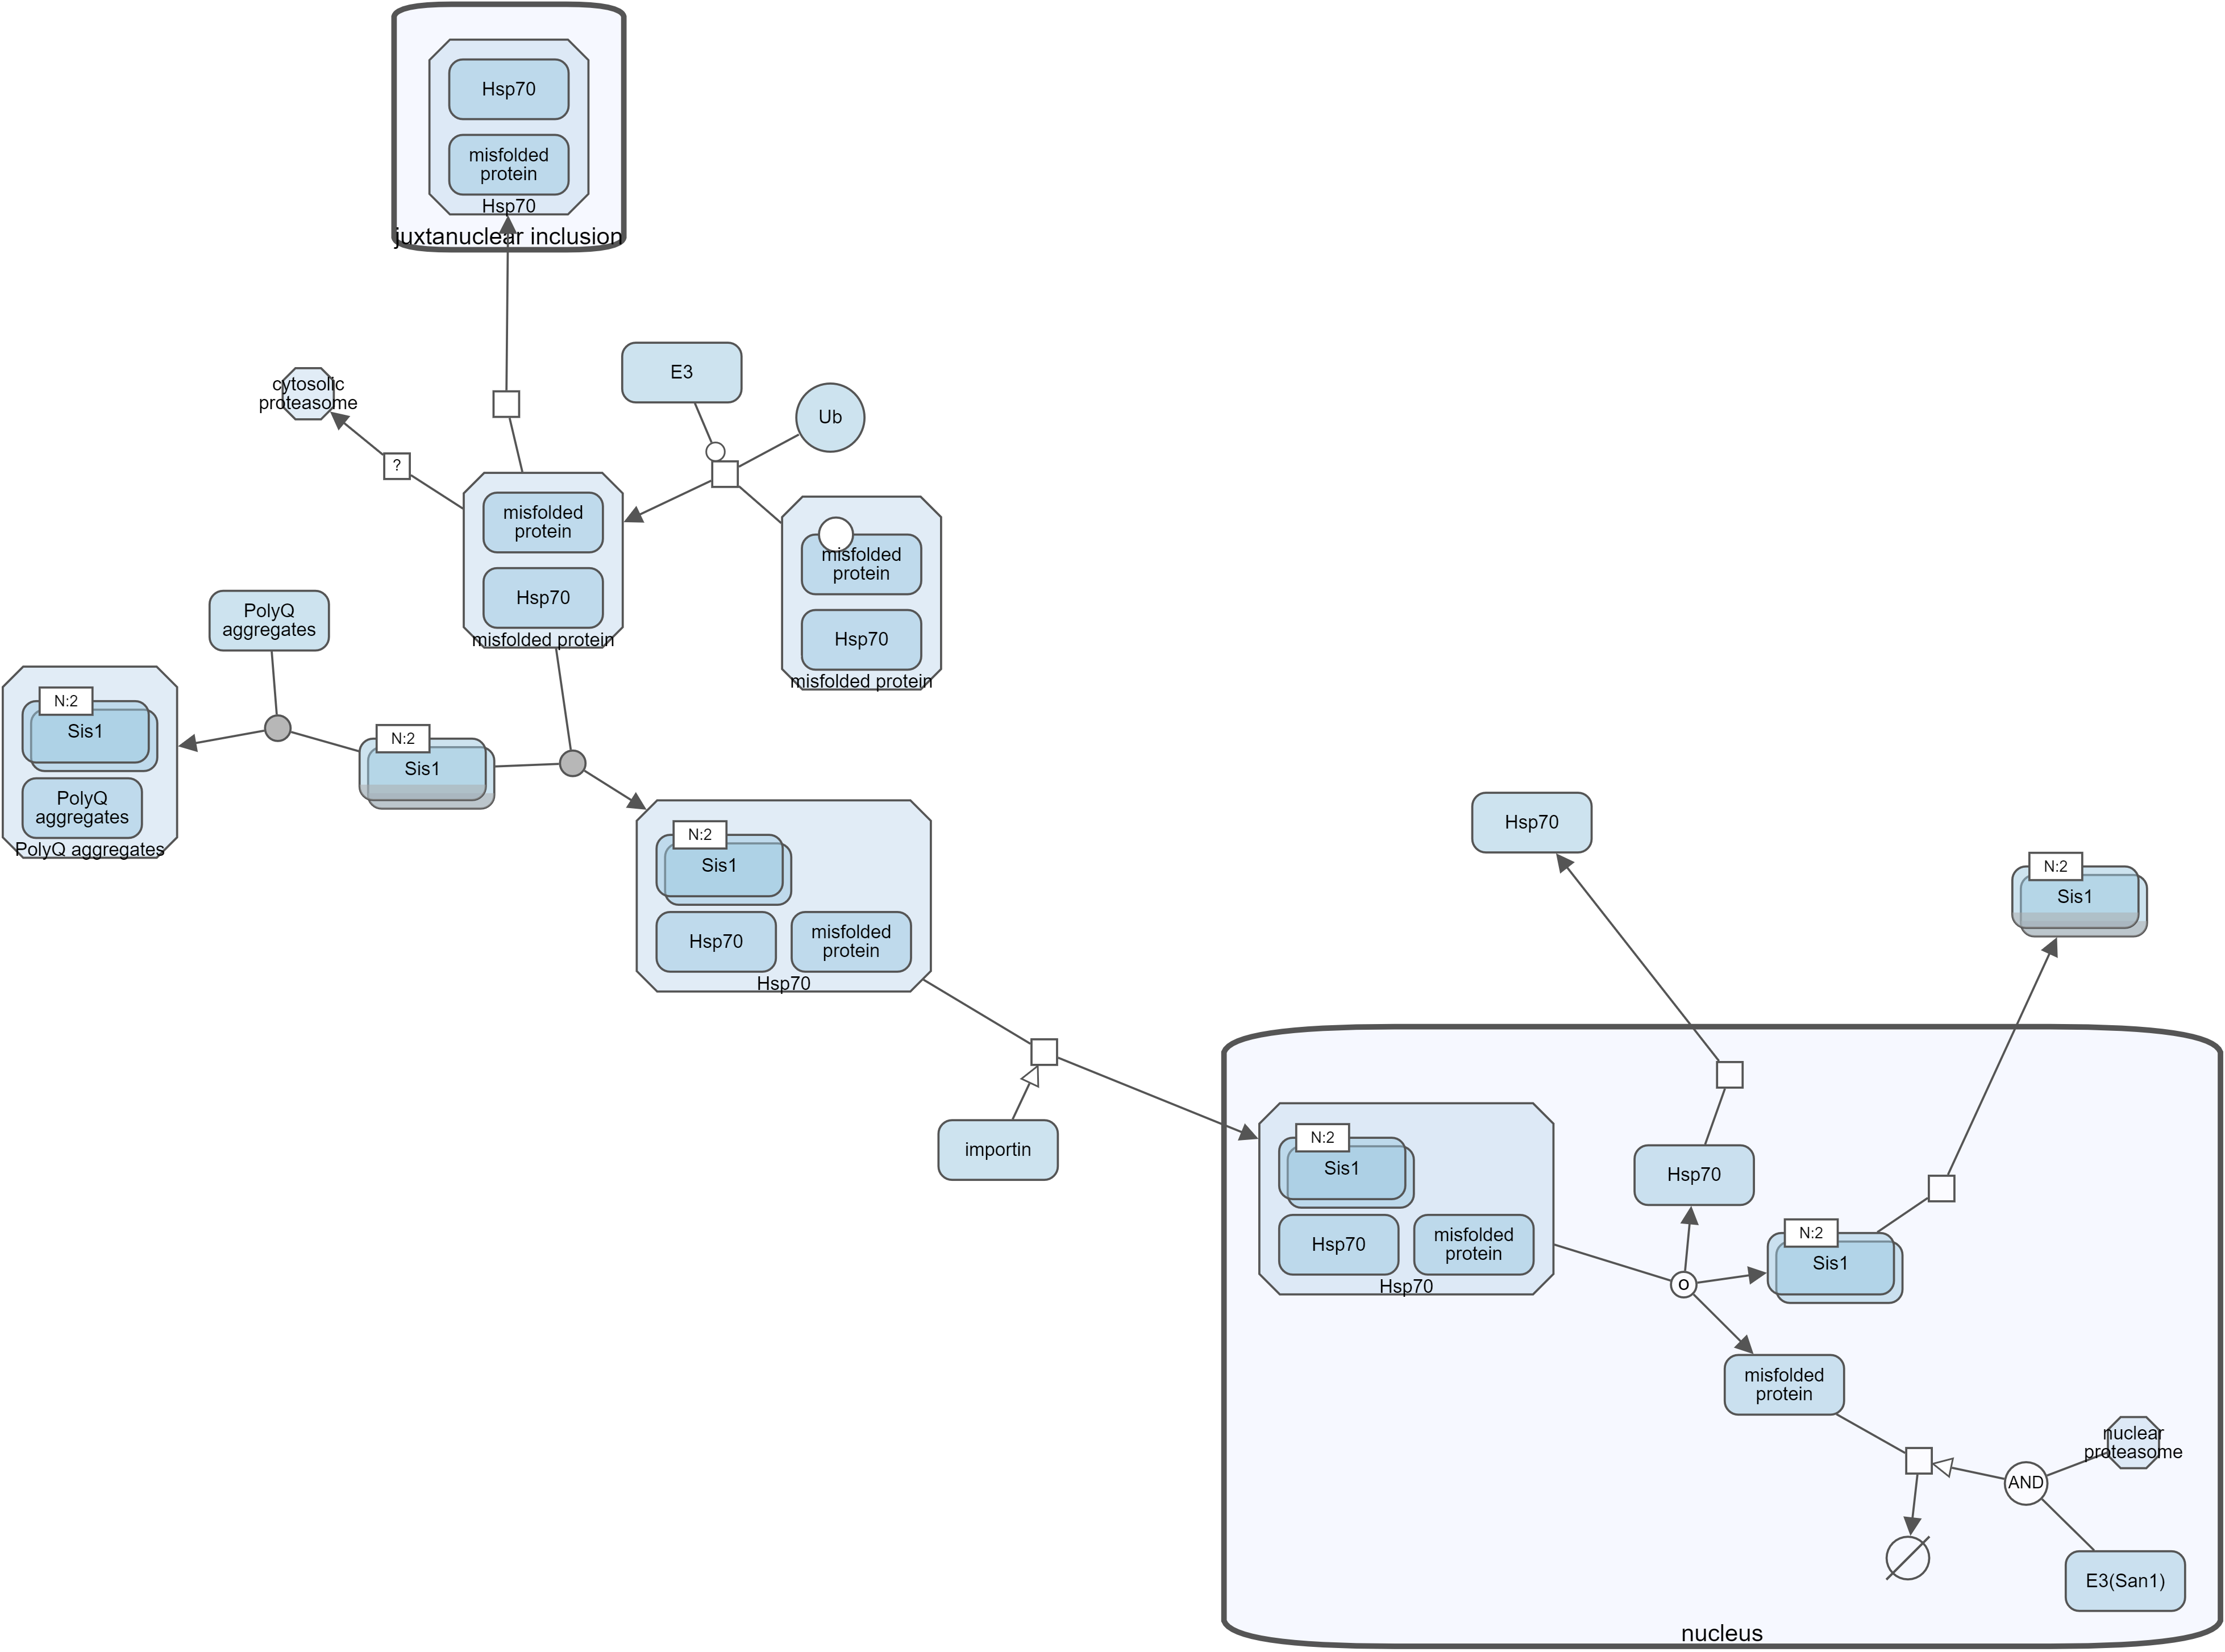 Hsp70
misfolded
protein
Hsp70
juxtanuclear inclusion
cytosolic
proteasome
?
E3
Ub
misfolded
protein
Hsp70
misfolded protein
misfolded
protein
Hsp70
misfolded protein
PolyQ
aggregates
N:2
Sis1
PolyQ
aggregates
PolyQ aggregates
N:2
Sis1
N:2
Sis1
Hsp70
misfolded
protein
Hsp70
importin
Hsp70
N:2
Sis1
N:2
Sis1
Hsp70
misfolded
protein
Hsp70
Hsp70
O
N:2
Sis1
misfolded
protein
nuclear
proteasome
AND
E3(San1)
nucleus